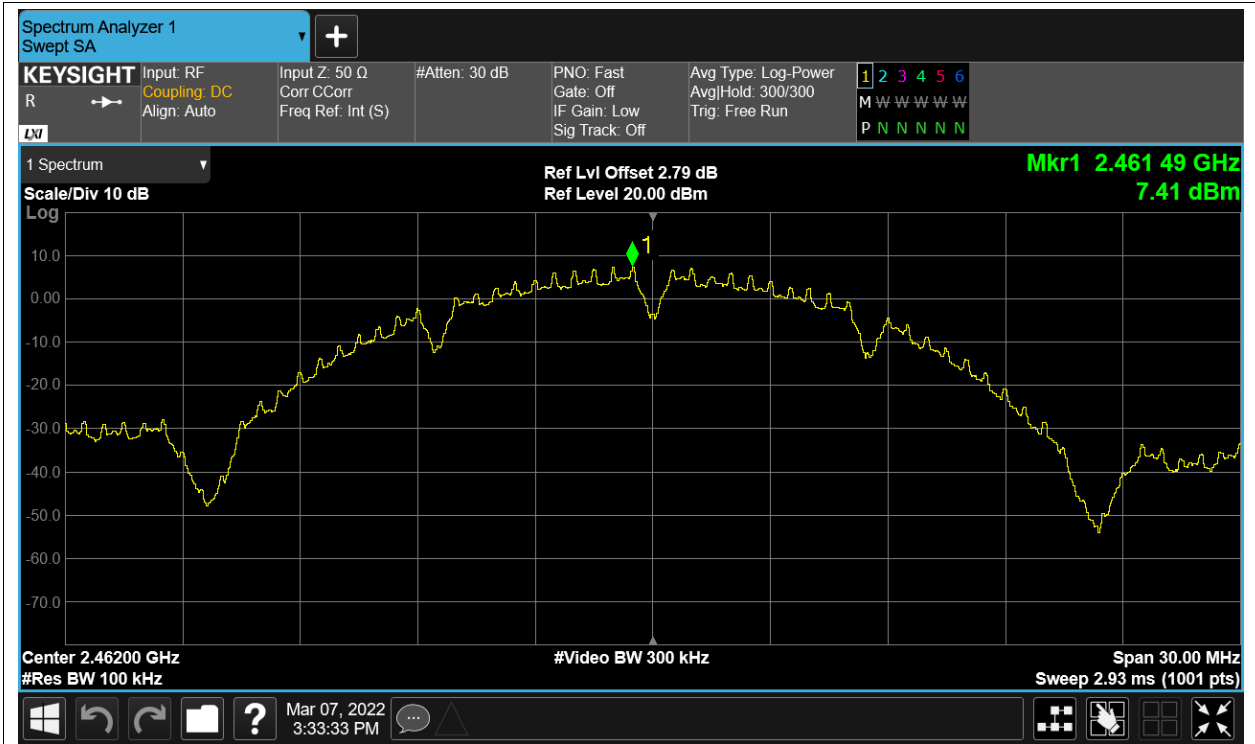 Spectrum Analyzer 1
Swept SA
KEYSIGHT
R
LXI
Input: RF
Coupling: DC
Align: Auto
Input Z: 50 Ω
Corr CCorr
Freq Ref: Int (S)
#Atten: 30 dB
PNO: Fast
Gate: Off
IF Gain: Low
Sig Track: Off
Avg Type: Log-Power
Avg|Hold: 300/300
Trig: Free Run
1 2 3 4 5 6
M W W W W W
P N N N N N
1 Spectrum
Scale/Div 10 dB
Ref Lvl Offset 2.79 dB
Ref Level 20.00 dBm
Mkr1 2.461 49 GHz
7.41 dBm
Log
1
10.0
0.00
-10.0
-20.0
-30.0
-40.0
-50.0
-60.0
-70.0
Center 2.46200 GHz
#Video BW 300 kHz
Span 30.00 MHz
#Res BW 100 kHz
Sweep 2.93 ms (1001 pts)
?
Mar 07, 2022
3:33:33 PM